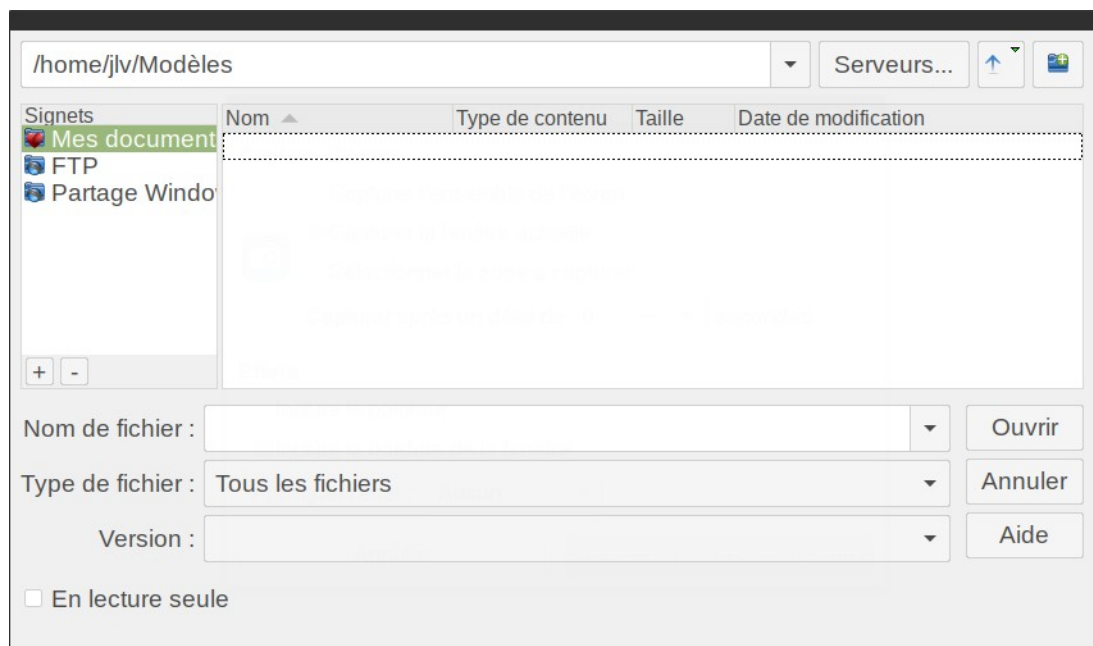 /home/jlv/Modèles
Serveurs...
Signets
Nom Type de contenu Taille Date de modification
Mes document
FTP
Partage Windo
+ -
Nom de fichier :
Ouvrir
Type de fichier : Tous les fichiers
Annuler
Version :
Aide
En lecture seule